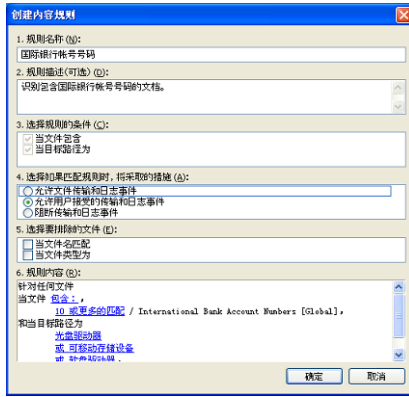 创建内容规则
1. 规则名称(N):
国际银行帐号号码
2. 规则描述(可选)(D):
识别包含国际银行帐号号码的文档。
3. 选择规则的条件(C):
当文件包含
当目标路径为
4. 选择如果匹配规则时，将采取的措施(A):
允许文件传输和日志事件
允许用户接受的传输和日志事件
阻断传输和日志事件
5. 选择要排除的文件(E):
当文件名匹配
当文件类型为
6. 规则内容(R):
针对任何文件
当文件 包含：，
10 或更多的匹配 / International Bank Account Numbers [Global]，
和当目标路径为
光盘驱动器
或 可移动存储设备
或 软盘驱动器；
确定 取消